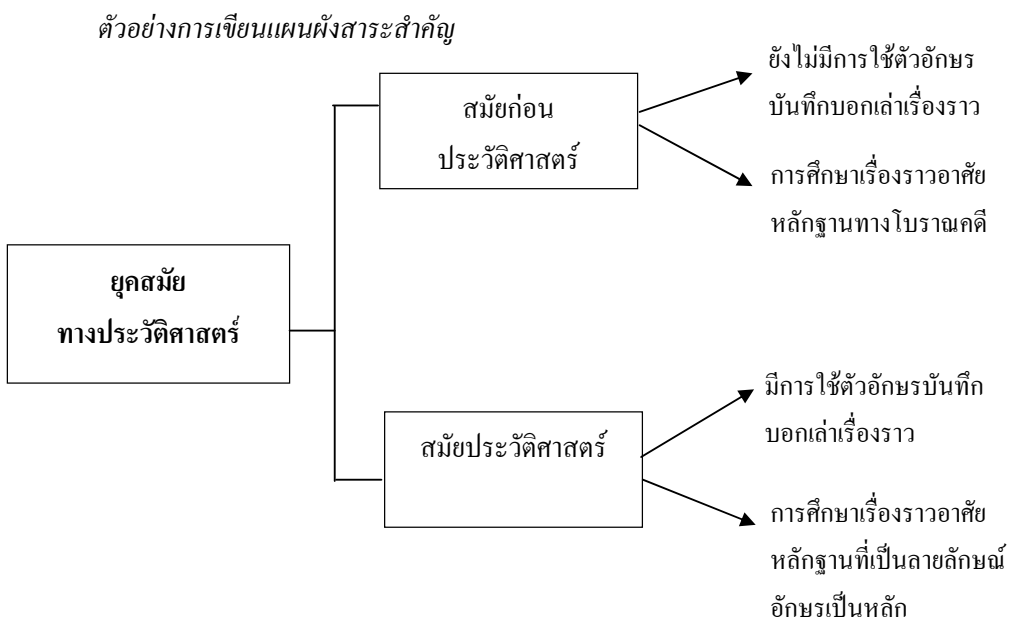 ตัวอย่างการเขียนแผนผังสาระสำคัญ
ยุคสมัย
ทางประวัติศาสตร์
สมัยก่อน
ประวัติศาสตร์
ยังไม่มีการใช้ตัวอักษร
บันทึกบอกเล่าเรื่องราว
การศึกษาเรื่องราวอาศัย
หลักฐานทางโบราณคดี
สมัยประวัติศาสตร์
มีการใช้ตัวอักษรบันทึก
บอกเล่าเรื่องราว
การศึกษาเรื่องราวอาศัย
หลักฐานที่เป็นลายลักษณ์
อักษรเป็นหลัก